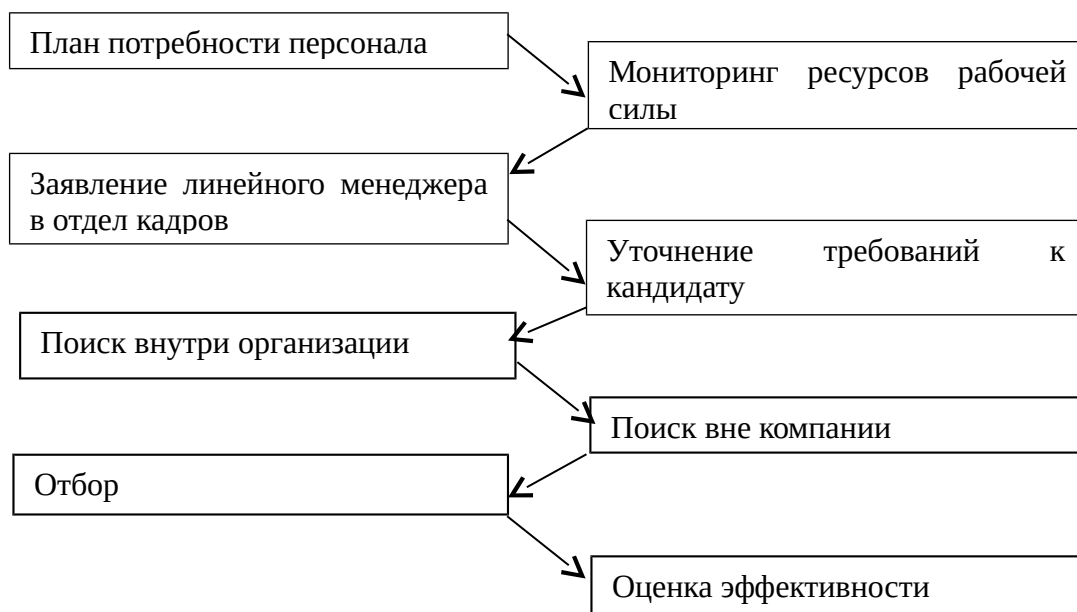 План потребности персонала
Мониторинг ресурсов рабочей
силы
Заявление линейного менеджера
в отдел кадров
Уточнение требований к
кандидату
Поиск внутри организации
Поиск вне компании
Отбор
Оценка эффективности